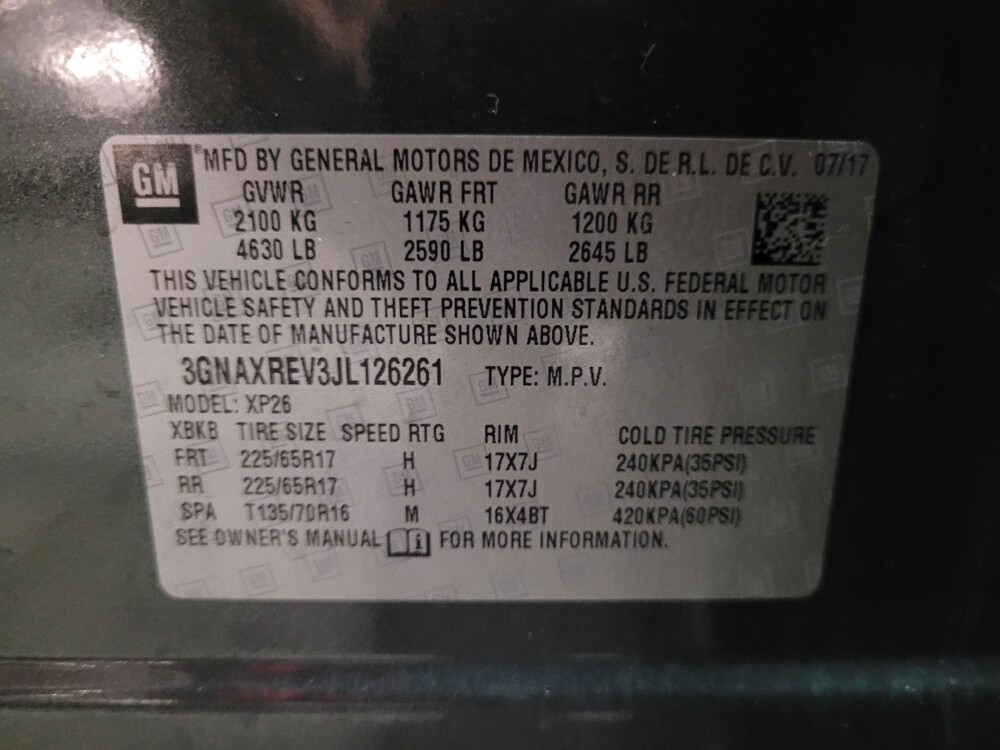 GM
® MFD BY GENERAL MOTORS DE MEXICO, S. DE R.L. DE C.V. 07/17
GVWR GAWR FRT GAWR RR
2100 KG 1175 KG 1200 KG
4630 LB 2590 LB 2645 LB
THIS VEHICLE CONFORMS TO ALL APPLICABLE U.S. FEDERAL MOTOR
VEHICLE SAFETY AND THEFT PREVENTION STANDARDS IN EFFECT ON
THE DATE OF MANUFACTURE SHOWN ABOVE.
3GNAXREV3JL126261 TYPE: M.P.V.
MODEL: XP26
XBKB TIRE SIZE SPEED RTG RIM COLD TIRE PRESSURE
FRT 225/65R17 H 17X7J 240KPA(35PSI)
RR 225/65R17 H 17X7J 240KPA(35PSI)
SPA T135/70R16 M 16X4BT 420KPA(60PSI)
SEE OWNER'S MANUAL i FOR MORE INFORMATION.